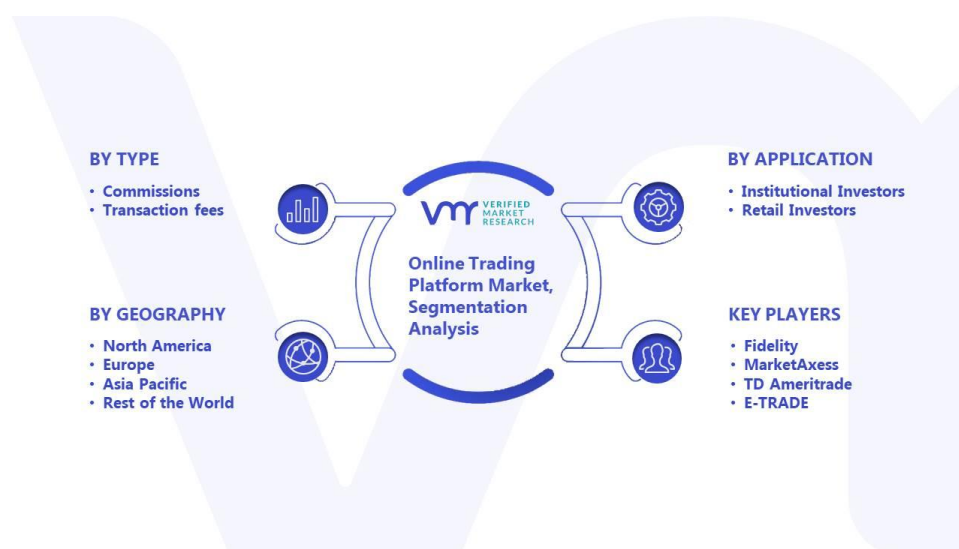 BY TYPE
• Commissions
• Transaction fees
BY GEOGRAPHY
• North America
• Europe
• Asia Pacific
• Rest of the World
vmr VERIFIED
MARKET
RESEARCH
Online Trading
Platform Market,
Segmentation
Analysis
BY APPLICATION
• Institutional Investors
• Retail Investors
KEY PLAYERS
• Fidelity
• MarketAxess
• TD Ameritrade
• E-TRADE